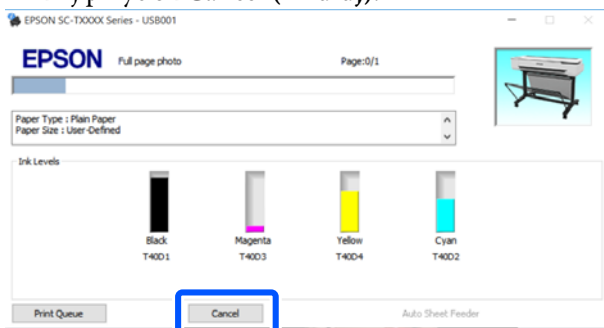 EPSON SC-TXXXX Series - USB001
EPSON Full page photo Page:0/1
Paper Type : Plain Paper
Paper Size : User-Defined
Ink Levels
Black Magenta Yellow Cyan
T40D1 T40D3 T40D4 T40D2
Print Queue Cancel Auto Sheet Feeder